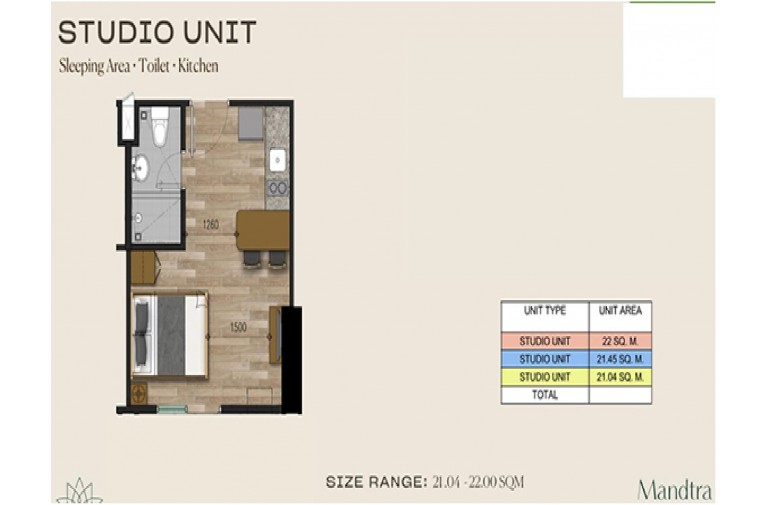 STUDIO UNIT
Sleeping Area • Toilet • Kitchen
1260
1500
UNIT TYPE UNIT AREA
STUDIO UNIT 22 SQ. M.
STUDIO UNIT 21.45 SQ. M.
STUDIO UNIT 21.04 SQ. M.
TOTAL
SIZE RANGE: 21.04 - 22.00 SQM
Mandtra